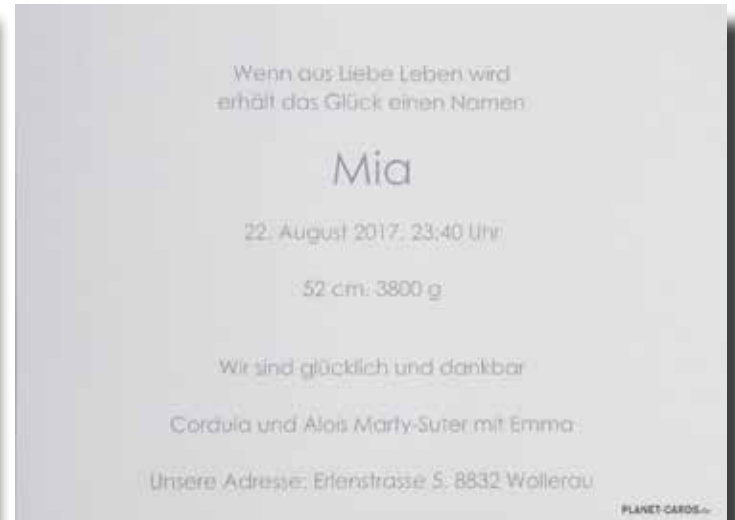 Wenn aus Liebe Leben wird
erhält das Glück einen Namen
Mia
22. August 2017, 23:40 Uhr
52 cm, 3800 g
Wir sind glücklich und dankbar
Cordula und Alois Marty-Suter mit Emma
Unsere Adresse: Erlenstrasse 5, 8832 Wollerau
PLANET-CARDS